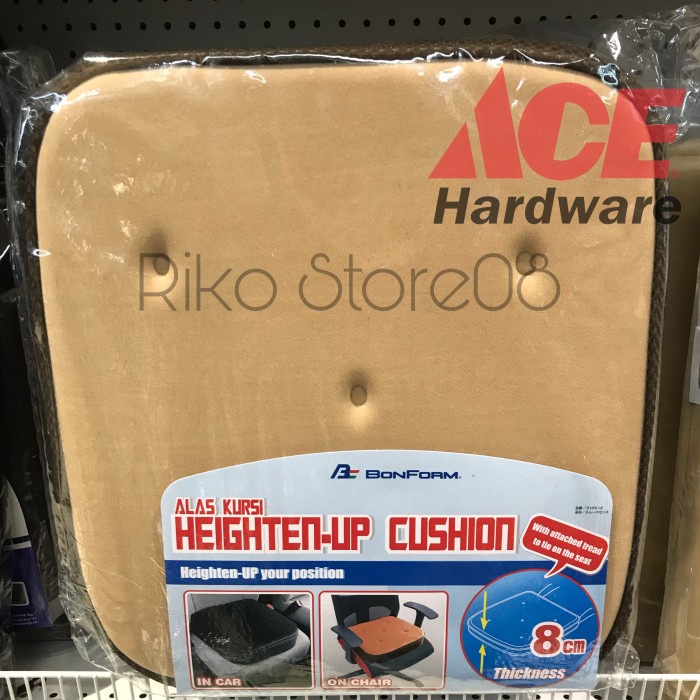 ACE
Hardware
Riko Store08
BONFORM
ALAS KURSI
HEIGHTEN-UP CUSHION
With attached tread
to tie on the seat
Heighten-UP your position
IN CAR
ON CHAIR
8cm
Thickness